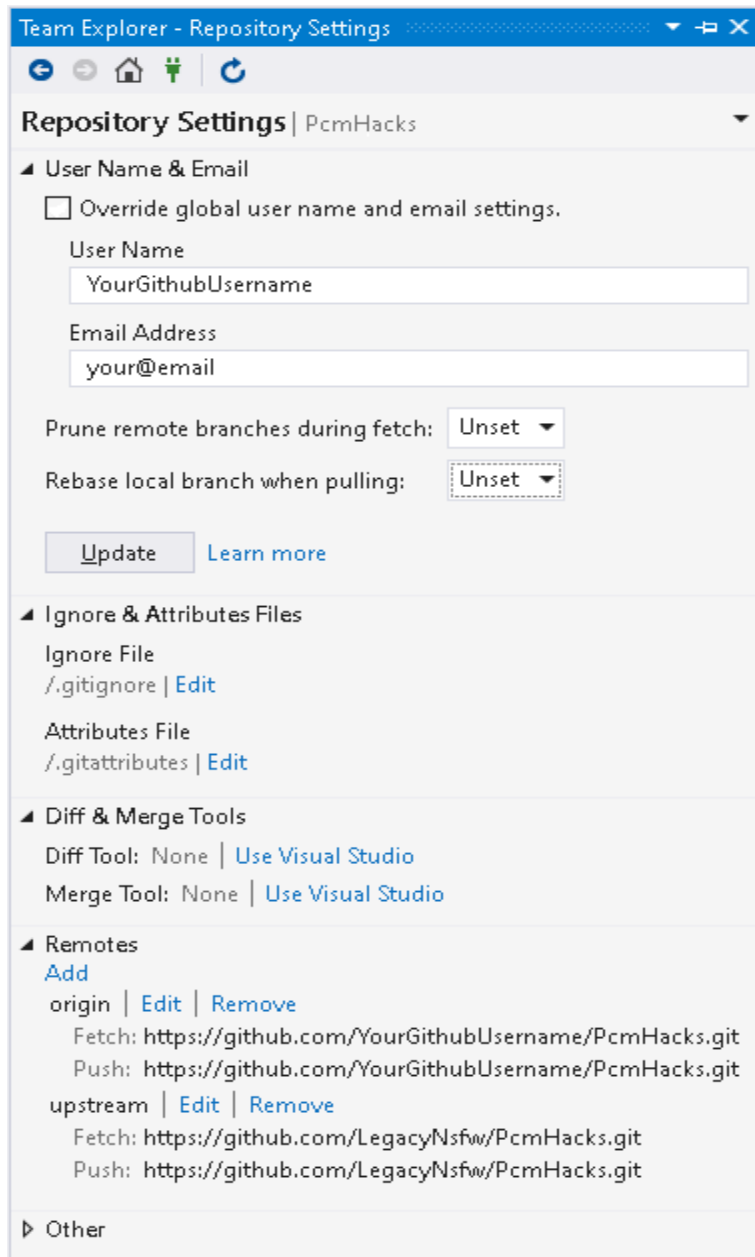 Team Explorer - Repository Settings
Repository Settings | PcmHacks
User Name & Email
Override global user name and email settings.
User Name
YourGithubUsername
Email Address
your@email
Prune remote branches during fetch: Unset
Rebase local branch when pulling: Unset
Update Learn more
Ignore & Attributes Files
Ignore File
/.gitignore | Edit
Attributes File
/.gitattributes | Edit
Diff & Merge Tools
Diff Tool: None | Use Visual Studio
Merge Tool: None | Use Visual Studio
Remotes
Add
origin | Edit | Remove
Fetch: https://github.com/YourGithubUsername/PcmHacks.git
Push: https://github.com/YourGithubUsername/PcmHacks.git
upstream | Edit | Remove
Fetch: https://github.com/LegacyNsfw/PcmHacks.git
Push: https://github.com/LegacyNsfw/PcmHacks.git
Other